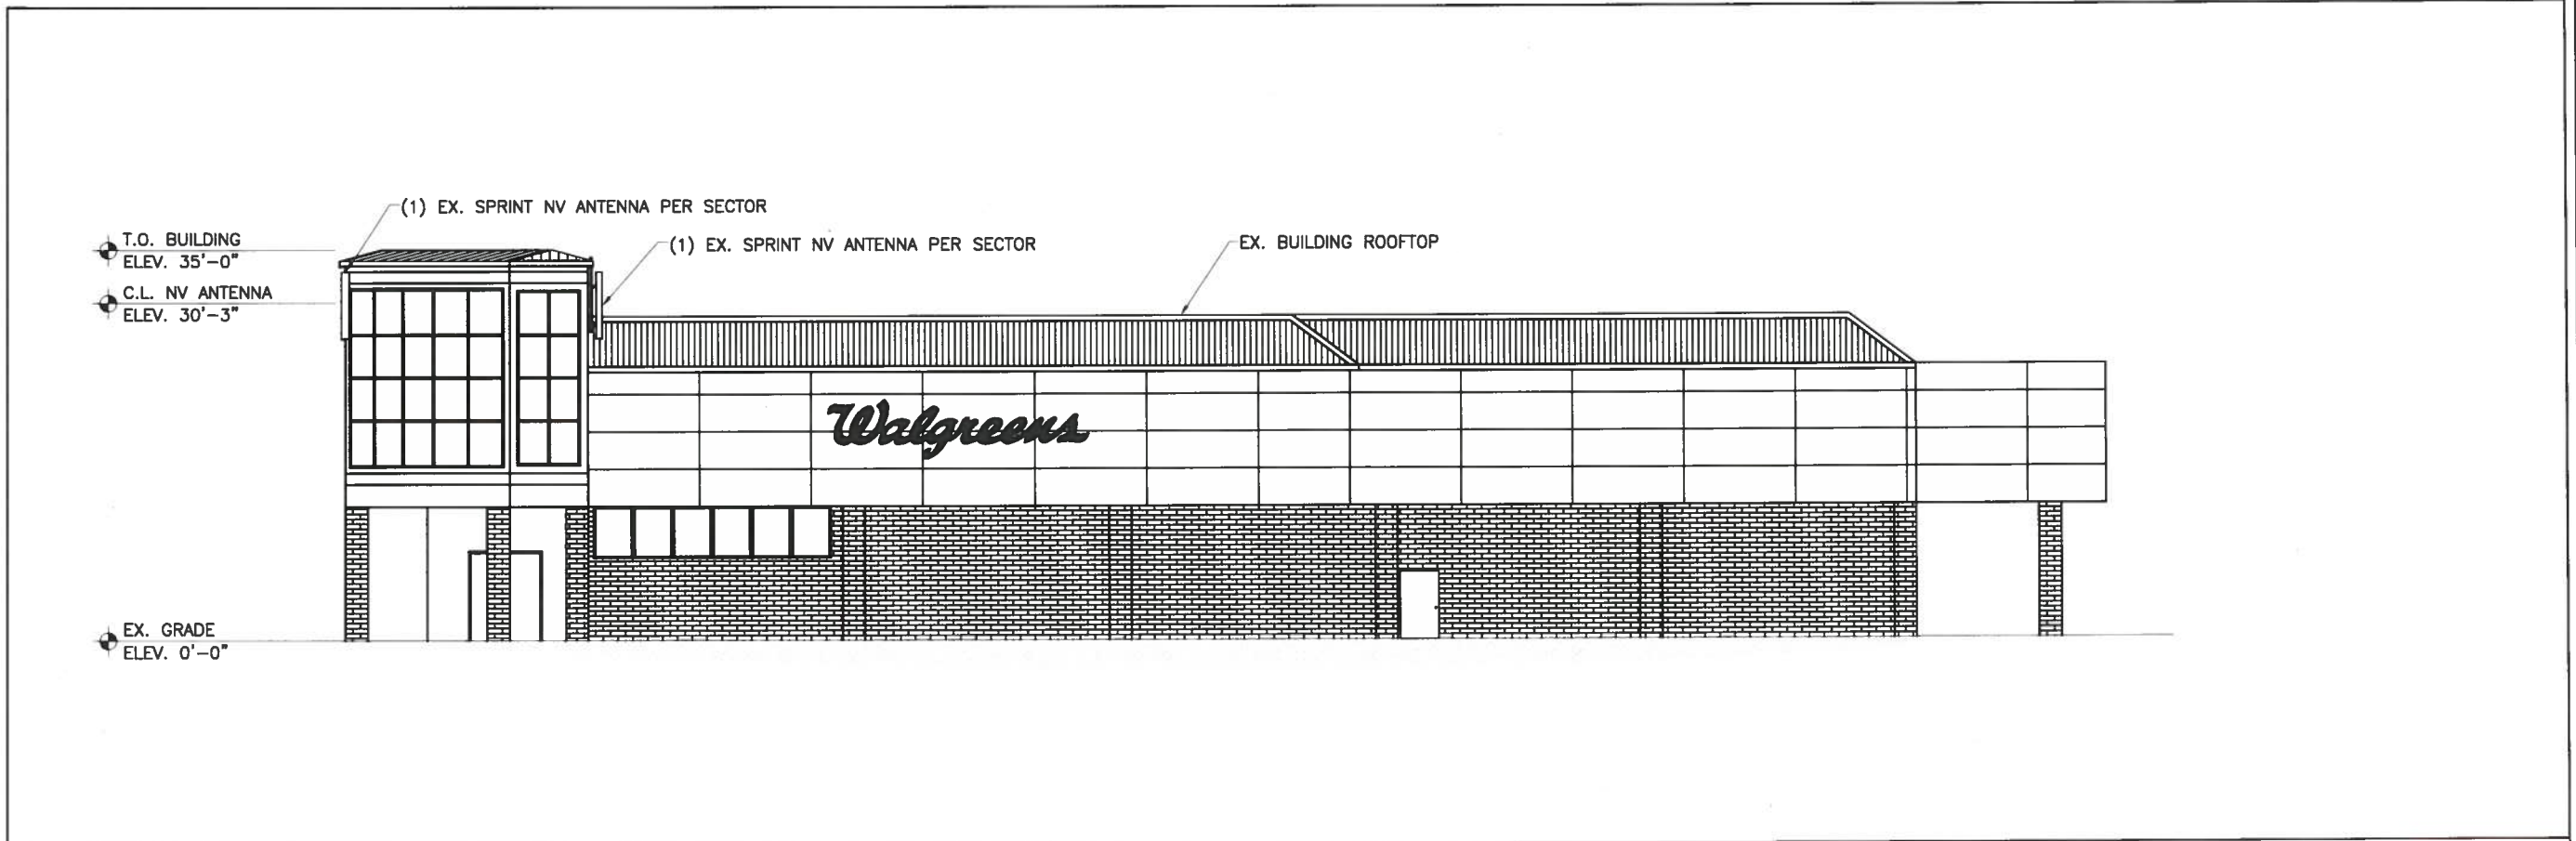 (1) EX. SPRINT NV ANTENNA PER SECTOR
T.O. BUILDING
ELEV. 35'-0"
(1) EX. SPRINT NV ANTENNA PER SECTOR
EX. BUILDING ROOFTOP
C.L. NV ANTENNA
ELEV. 30'-3"
Walgreens
EX. GRADE
ELEV. 0'-0"